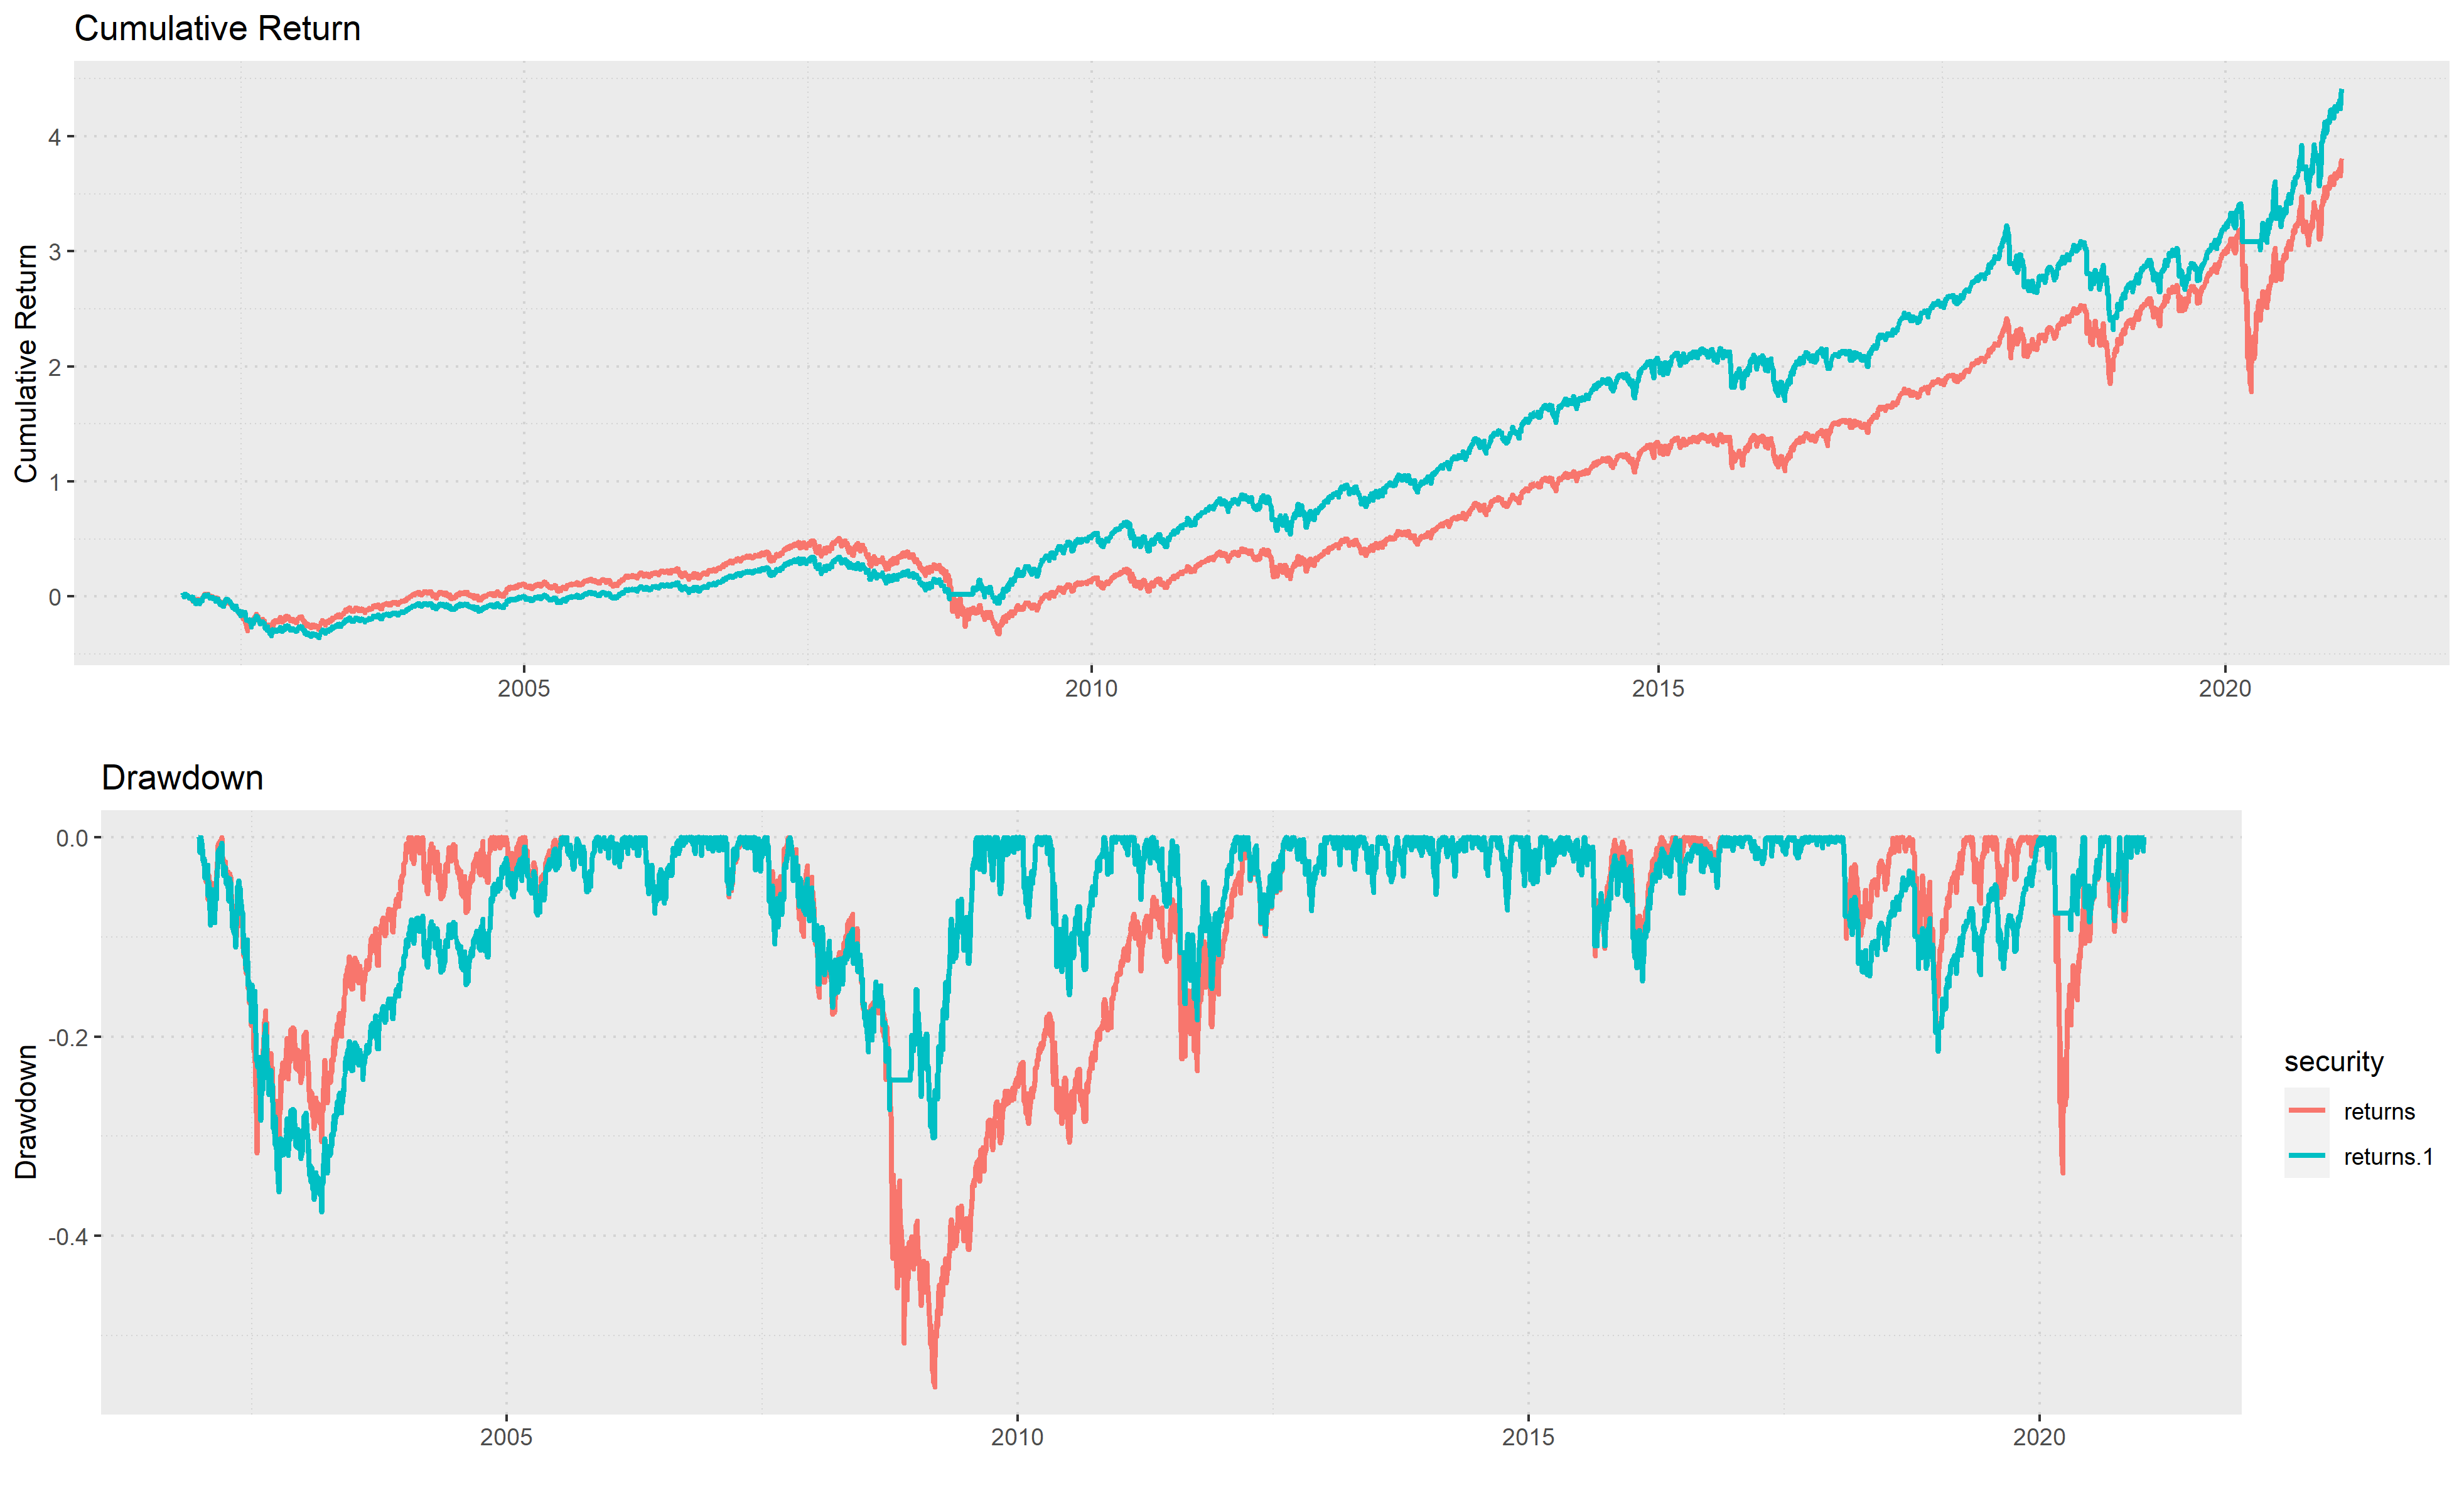 Cumulative Return
Cumulative Return
4
3
2
1
0
2005 2010 2015 2020
Drawdown
Drawdown
0.0
-0.2
-0.4
2005 2010 2015 2020
security
returns
returns.1